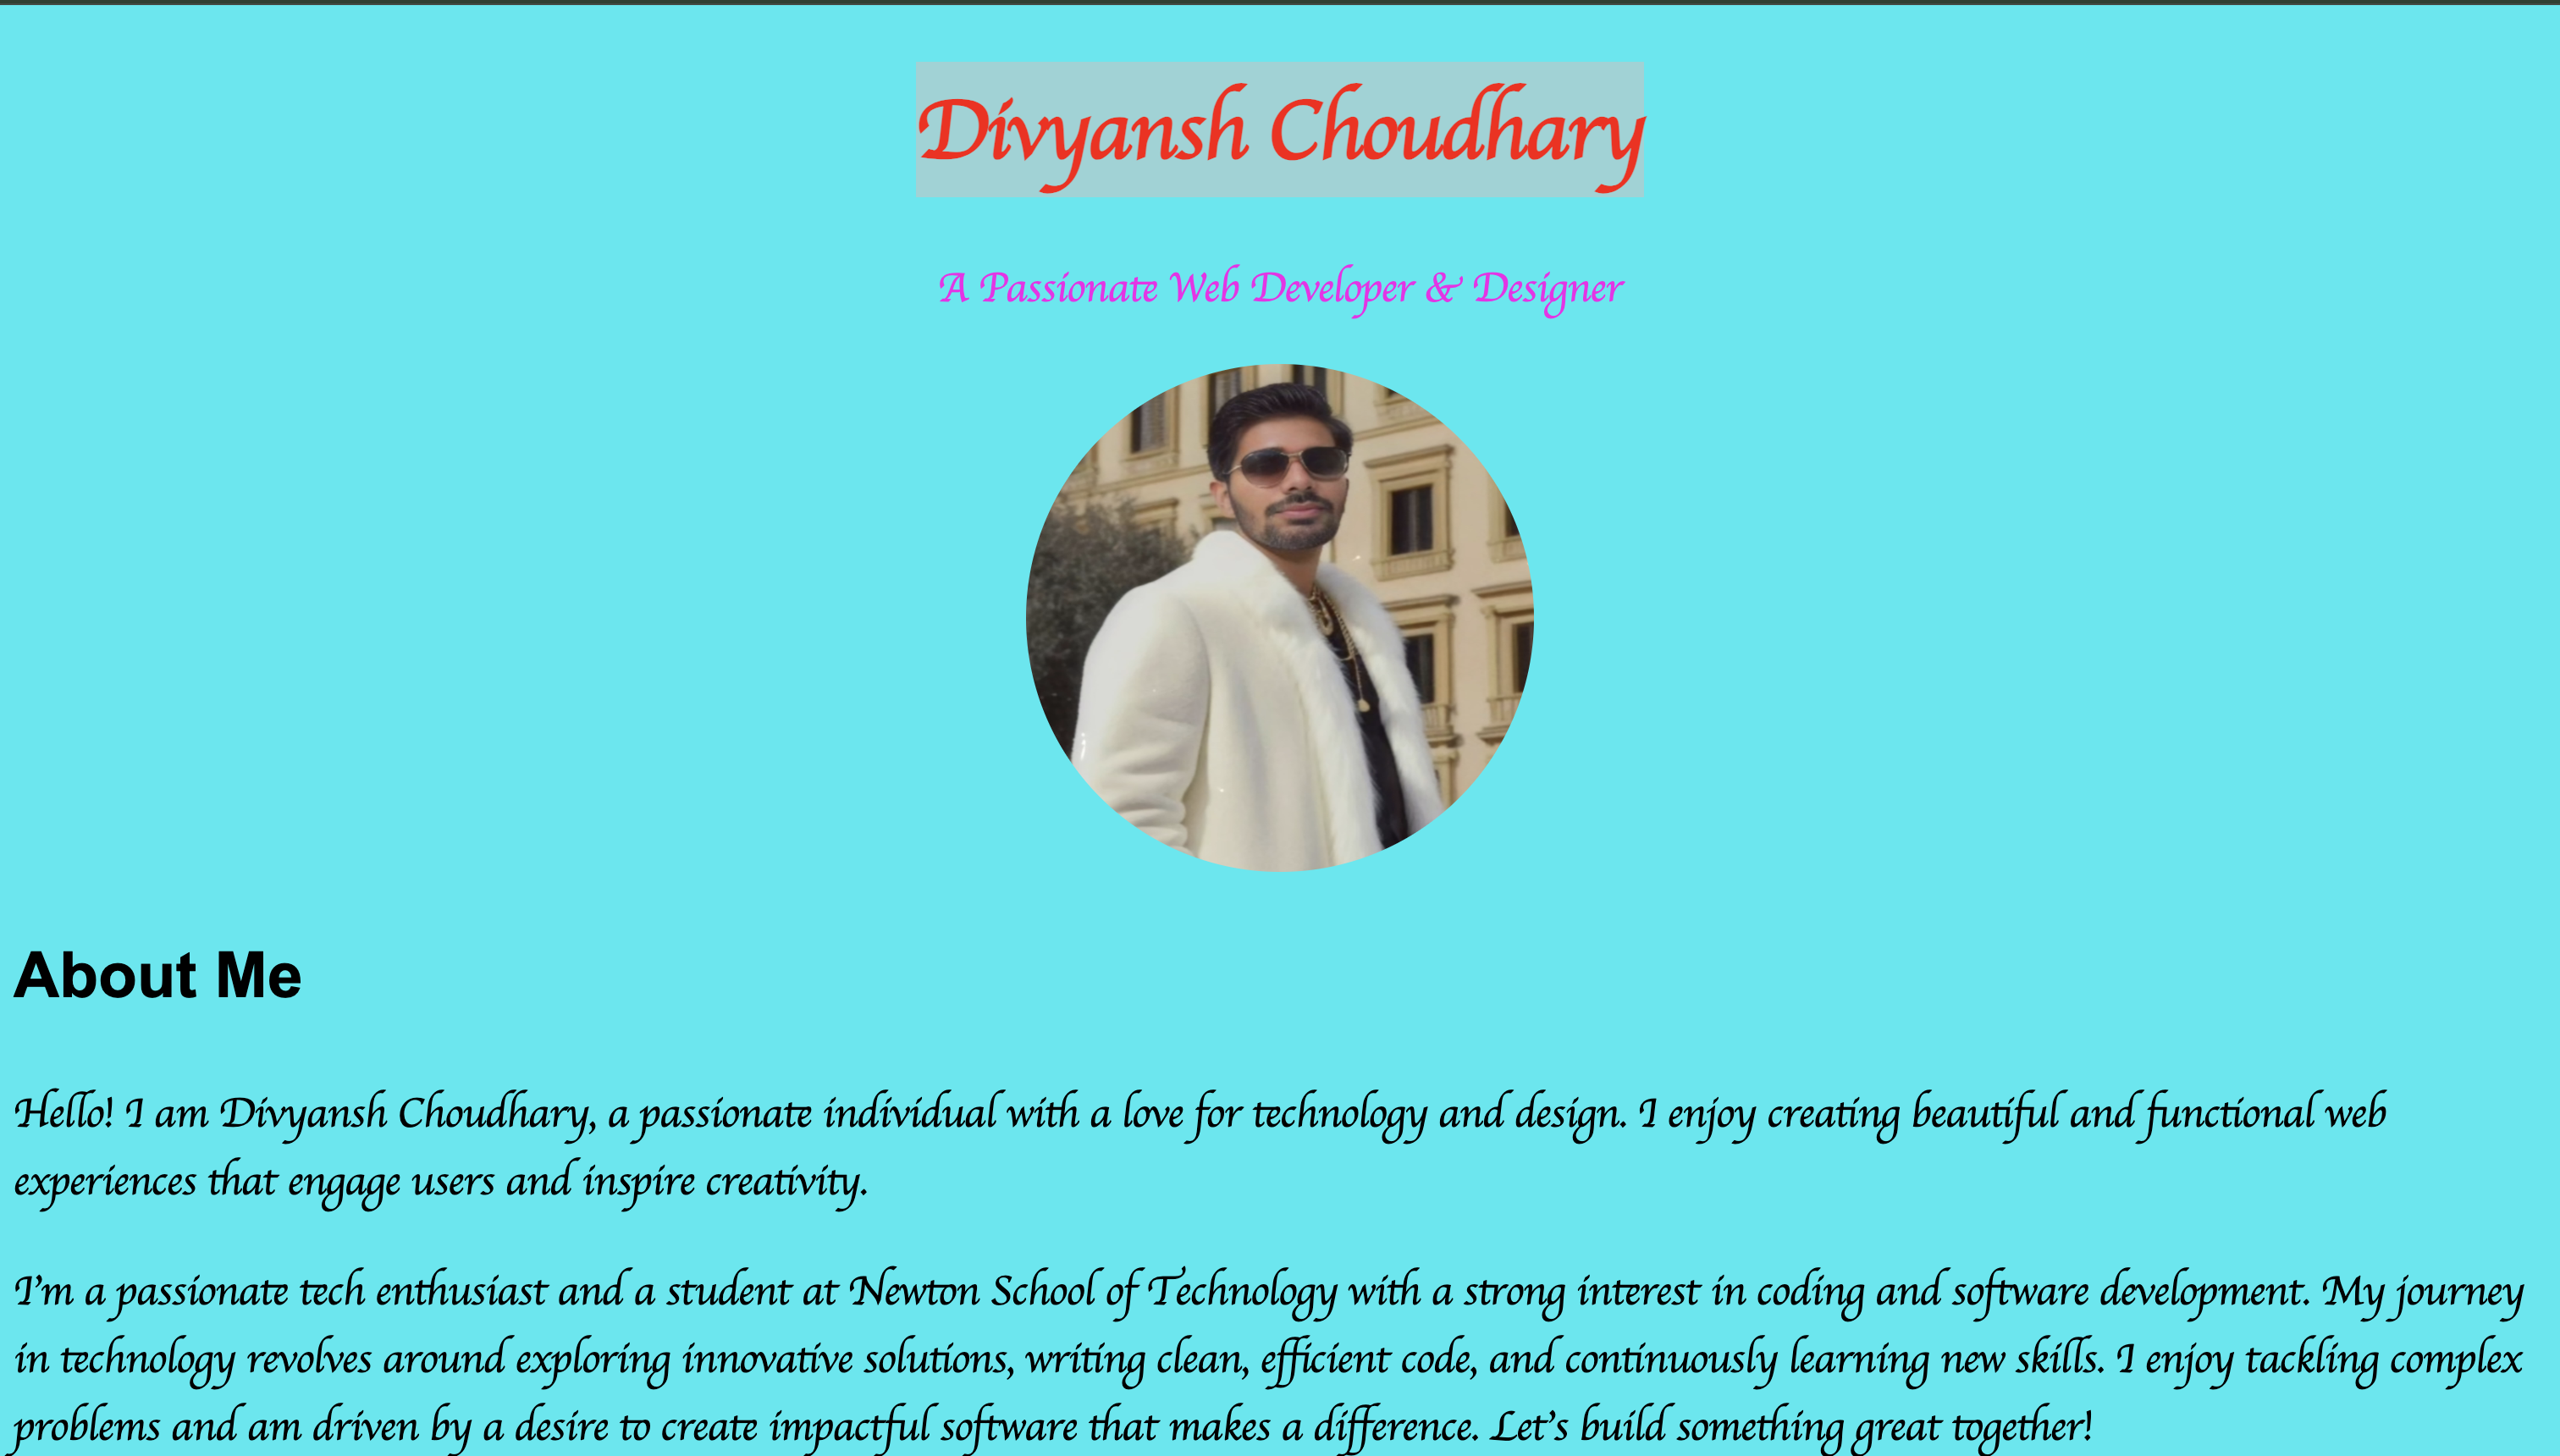 Divyansh Choudhary
A Passionate Web Developer & Designer
About Me
Hello! I am Divyansh Choudhary, a passionate individual with a love for technology and design. I enjoy creating beautiful and functional web
experiences that engage users and inspire creativity.
I'm a passionate tech enthusiast and a student at Newton School of Technology with a strong interest in coding and software development. My journey
in technology revolves around exploring innovative solutions, writing clean, efficient code, and continuously learning new skills. I enjoy tackling complex
problems and am driven by a desire to create impactful software that makes a difference. Let's build something great together!